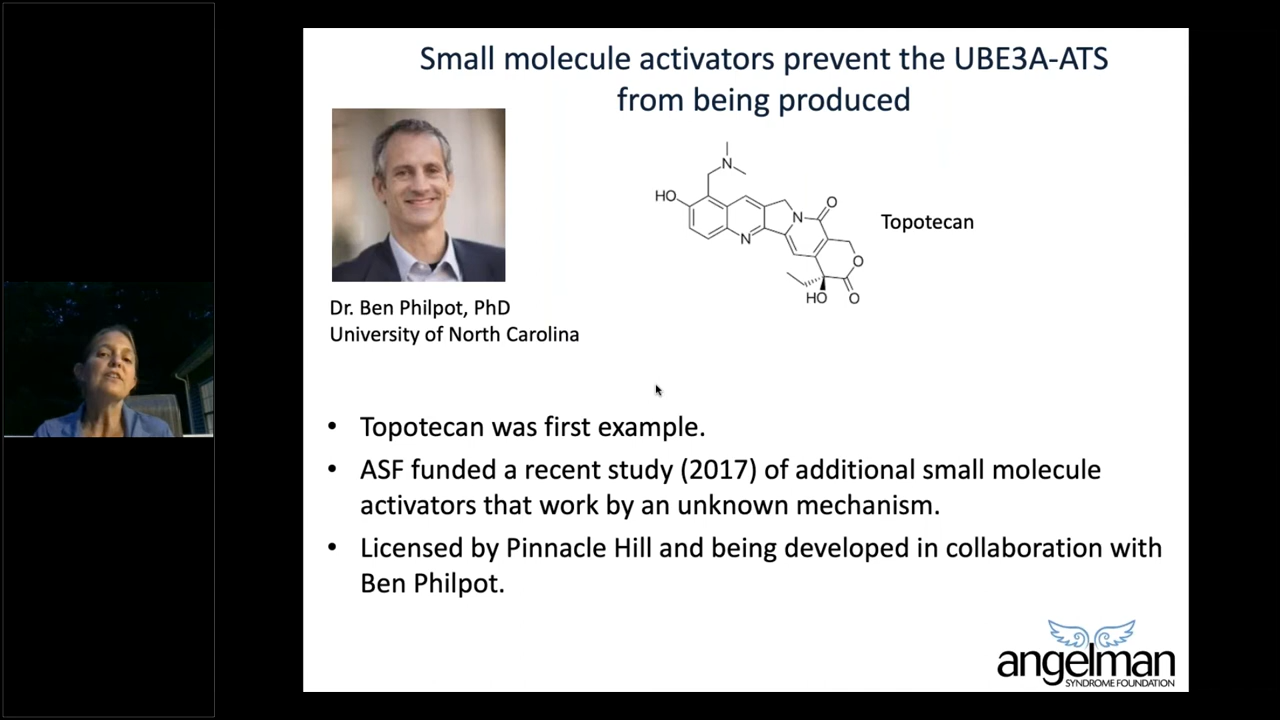 Small molecule activators prevent the UBE3A-ATS
from being produced
N
HO
N
O
N
O
HO
O
Topotecan
Dr. Ben Philpot, PhD
University of North Carolina
• Topotecan was first example.
• ASF funded a recent study (2017) of additional small molecule
activators that work by an unknown mechanism.
• Licensed by Pinnacle Hill and being developed in collaboration with
Ben Philpot.
angelman
SYNDROME FOUNDATION